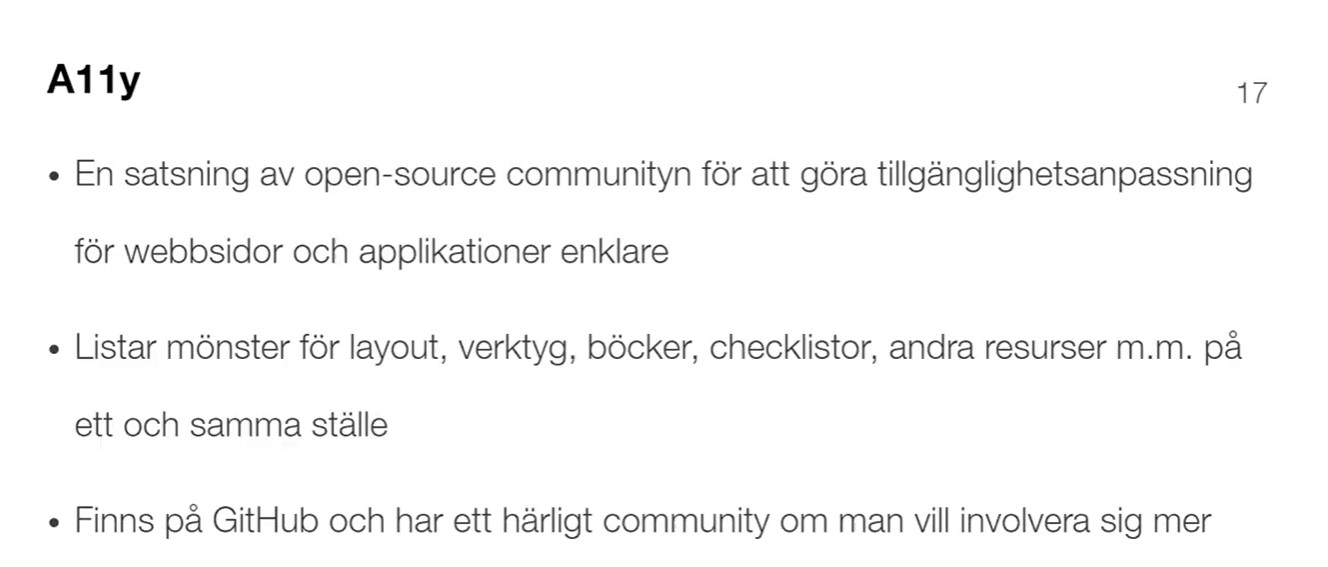 A11y
17
• En satsning av open-source communityn för att göra tillgänglighetsanpassning
för webbsidor och applikationer enklare
• Listar mönster för layout, verktyg, böcker, checklistor, andra resurser m.m. på
ett och samma ställe
• Finns på GitHub och har ett härligt community om man vill involvera sig mer